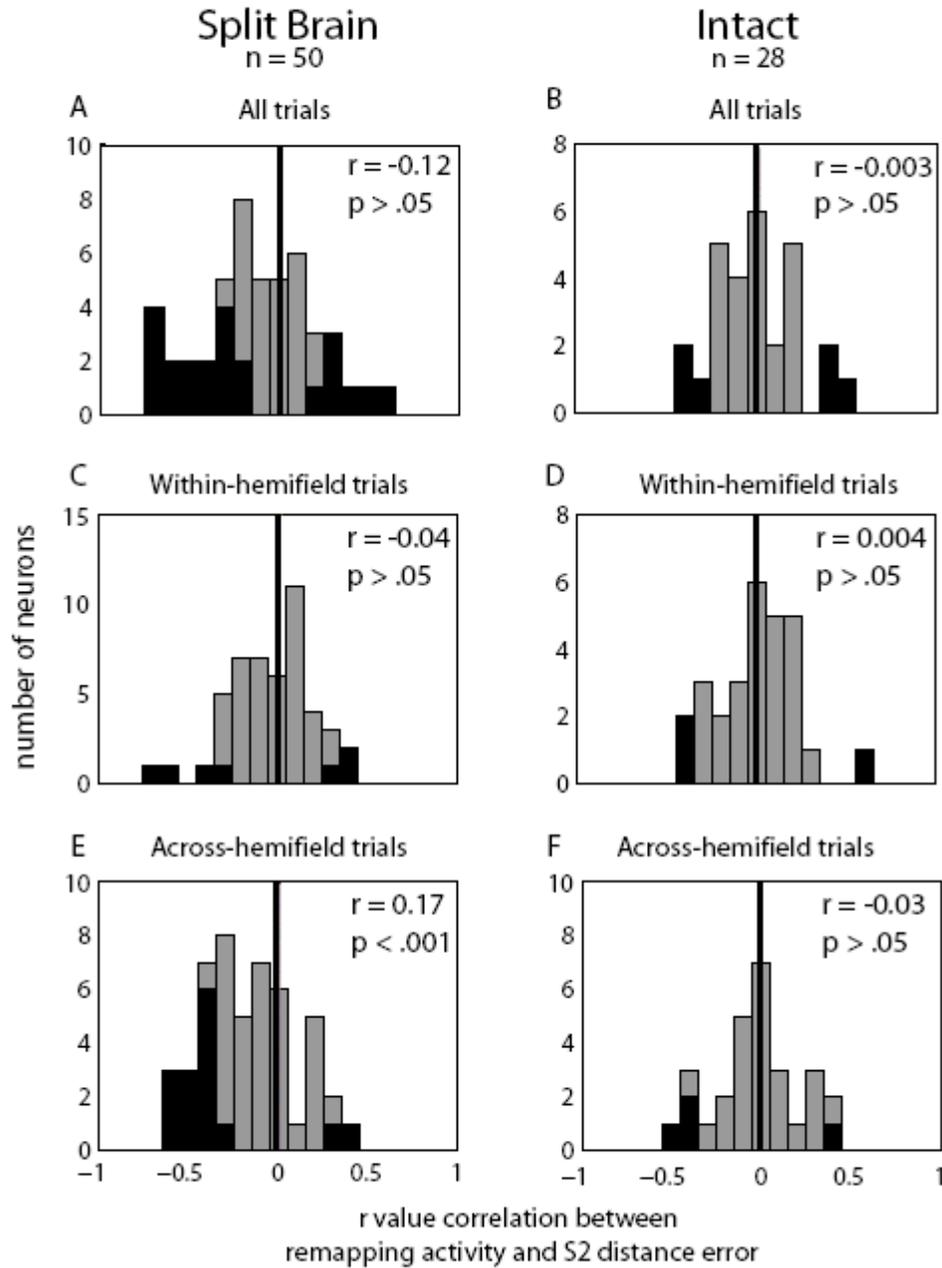 Split Brain
n = 50
Intact
n = 28
A
All trials
10
8
6
4
2
0
r = -0.12
p > .05
B
All trials
8
6
4
2
0
r = -0.003
p > .05
C
Within-hemifield trials
15
10
5
0
r = -0.04
p > .05
D
Within-hemifield trials
8
6
4
2
0
r = 0.004
p > .05
number of neurons
E
Across-hemifield trials
10
8
6
4
2
0
r = 0.17
p < .001
−1 −0.5 0 0.5 1
F
Across-hemifield trials
10
8
6
4
2
0
r = -0.03
p > .05
−1 −0.5 0 0.5 1
r value correlation between
remapping activity and S2 distance error